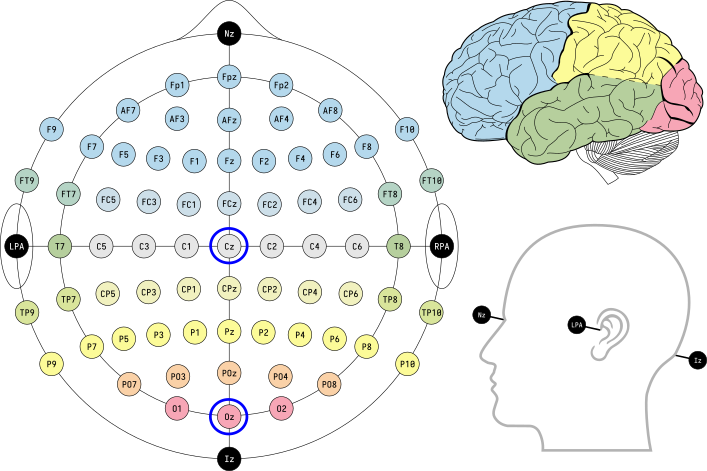 Nz
Fp1 Fpz Fp2
AF7 AF3 AFz AF4 AF8
F9 F7 F5 F3 F1 Fz F2 F4 F6 F8 F10
FT9 FT7 FC5 FC3 FC1 FCz FC2 FC4 FC6 FT8 FT10
LPA T7 C5 C3 C1 Cz C2 C4 C6 T8 RPA
TP9 TP7 CP5 CP3 CP1 CPz CP2 CP4 CP6 TP8 TP10
P9 P7 P5 P3 P1 Pz P2 P4 P6 P8 P10
PO7 PO3 POz PO4 PO8
O1 Oz O2
Iz
Nz
LPA
Iz